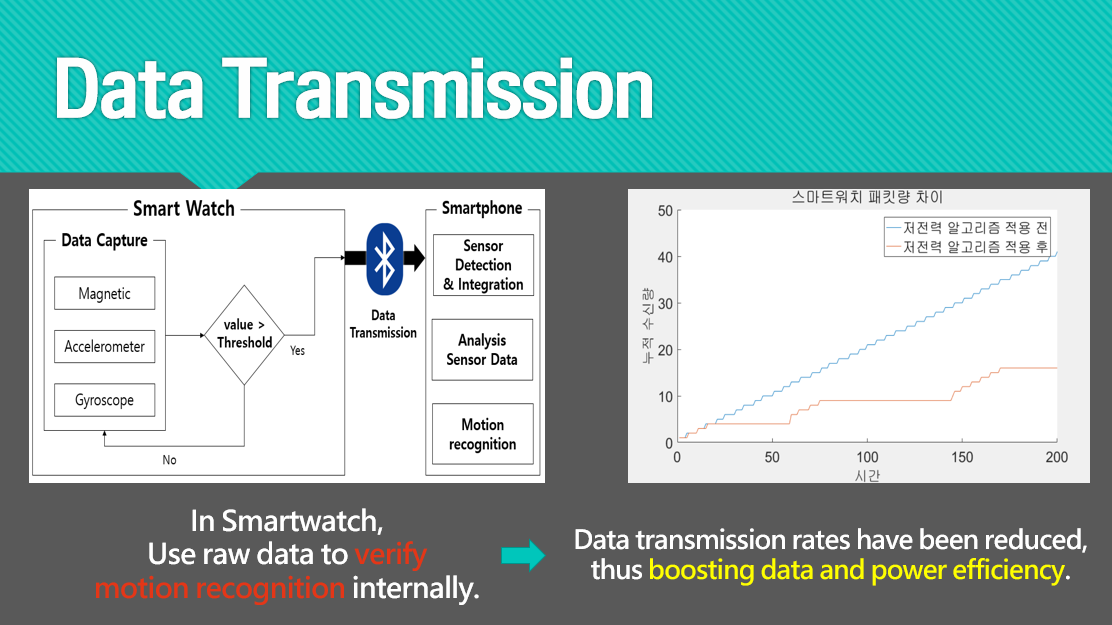 Data Transmission
Smart Watch
Data Capture
Magnetic
Accelerometer
Gyroscope
value >
Threshold
Yes
No
Data
Transmission
Smartphone
Sensor
Detection
& Integration
Analysis
Sensor Data
Motion
recognition
스마트워치 패킷량 차이
저전력 알고리즘 적용 전
저전력 알고리즘 적용 후
누적 수신량
50
40
30
20
10
0
0 50 100 150 200
시간
In Smartwatch,
Use raw data to verify
motion recognition internally.
Data transmission rates have been reduced,
thus boosting data and power efficiency.